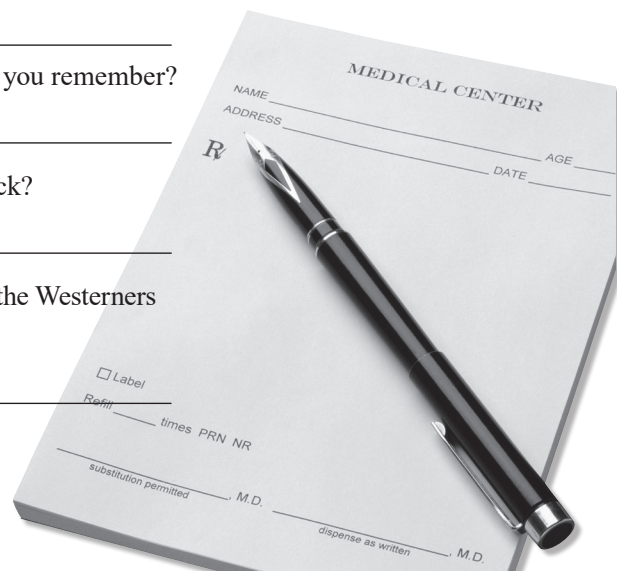 you remember?
ck?
the Westerners
MEDICAL CENTER
NAME
AGE
ADDRESS
DATE
Rx
Label
Refill times PRN NR
, M.D.
substitution permitted
, M.D.
dispense as written